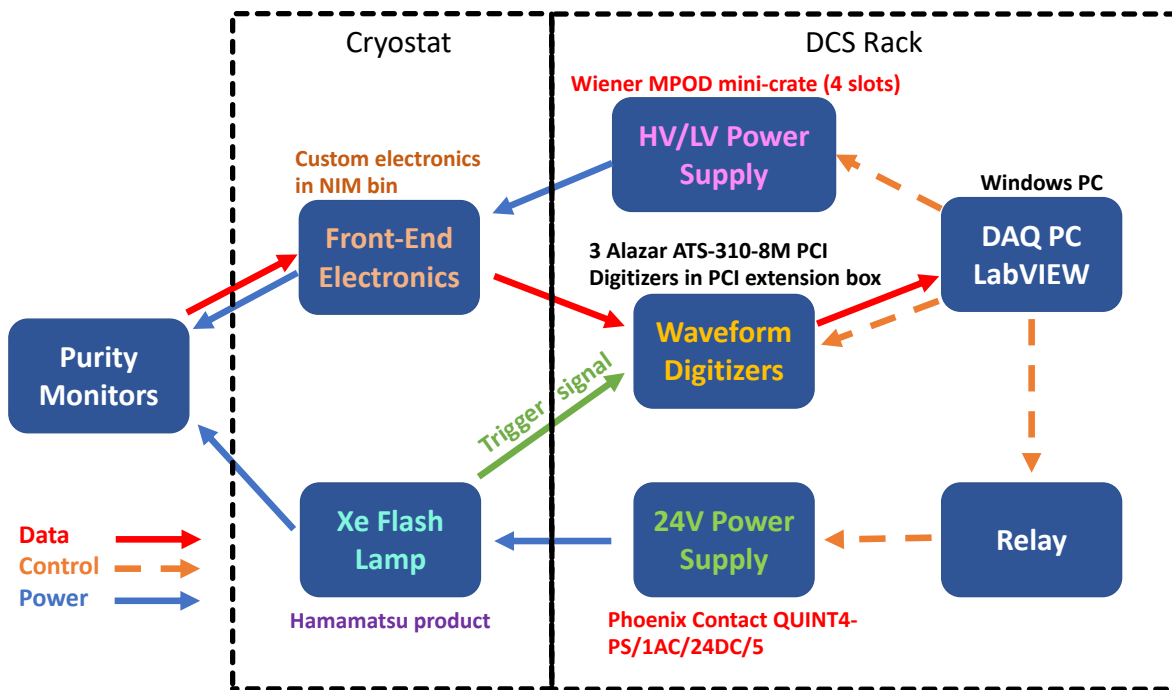 Cryostat
DCS Rack
Wiener MPOD mini-crate (4 slots)
HV/LV Power
Supply
Custom electronics
in NIM bin
Windows PC
Front-End
Electronics
3 Alazar ATS-310-8M PCI
Digitizers in PCI extension box
DAQ PC
LabVIEW
Purity
Monitors
Waveform
Digitizers
Trigger signal
Xe Flash
Lamp
24V Power
Supply
Relay
Data
Control
Power
Hamamatsu product
Phoenix Contact QUINT4-
PS/1AC/24DC/5